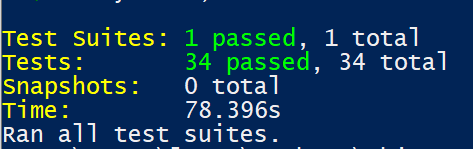 Test Suites: 1 passed, 1 total
Tests:       34 passed, 34 total
Snapshots:   0 total
Time:        78.396s
Ran all test suites.